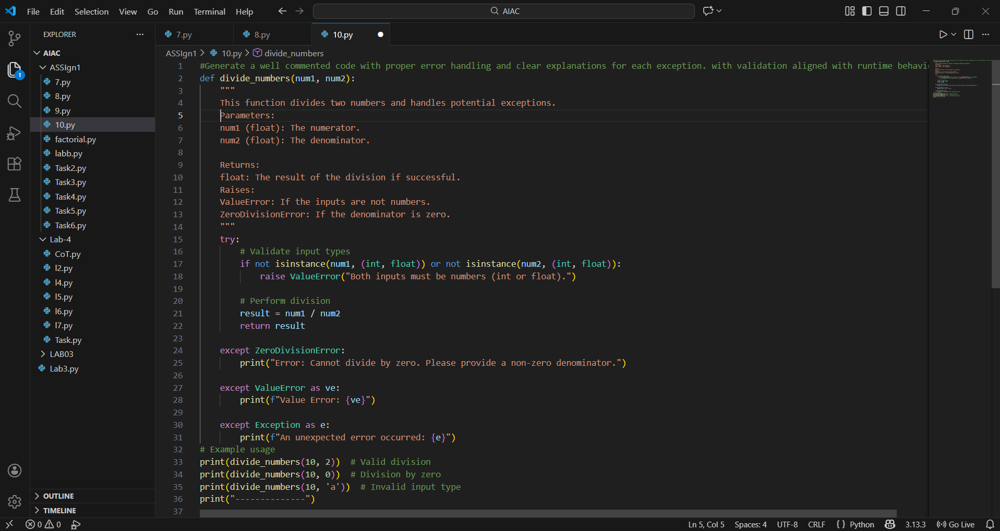 File Edit Selection View Go Run Terminal Help
AIAC
EXPLORER
7.py
8.py
10.py
AIAC
ASSIgn1
7.py
8.py
9.py
10.py
factorial.py
labb.py
Task2.py
Task3.py
Task4.py
Task5.py
Task6.py
Lab-4
CoT.py
l2.py
l4.py
l5.py
l6.py
l7.py
Task.py
LAB03
Lab3.py
OUTLINE
TIMELINE
1
ASSIgn1 > 10.py > divide_numbers
1 #Generate a well commented code with proper error handling and clear explanations for each exception. with validation aligned with runtime behavi
2 def divide_numbers(num1, num2):
3 """
4 This function divides two numbers and handles potential exceptions.
5 Parameters:
6 num1 (float): The numerator.
7 num2 (float): The denominator.
8
9 Returns:
10 float: The result of the division if successful.
11 Raises:
12 ValueError: If the inputs are not numbers.
13 ZeroDivisionError: If the denominator is zero.
14 """
15 try:
16 # Validate input types
17 if not isinstance(num1, (int, float)) or not isinstance(num2, (int, float)):
18 raise ValueError("Both inputs must be numbers (int or float).")
19
20 # Perform division
21 result = num1 / num2
22 return result
23
24 except ZeroDivisionError:
25 print("Error: Cannot divide by zero. Please provide a non-zero denominator.")
26
27 except ValueError as ve:
28 print(f"Value Error: {ve}")
29
30 except Exception as e:
31 print(f"An unexpected error occurred: {e}")
32 # Example usage
33 print(divide_numbers(10, 2)) # Valid division
34 print(divide_numbers(10, 0)) # Division by zero
35 print(divide_numbers(10, 'a')) # Invalid input type
36 print("--------------")
37
0 0
Ln 5, Col 5 Spaces: 4 UTF-8 CRLF {} Python 3.13.3 Go Live